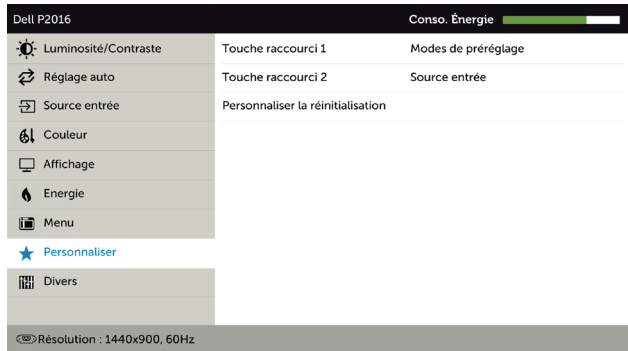 Dell P2016 Conso. Énergie
Luminosité/Contraste Touche raccourci 1 Modes de préréglage
Réglage auto Touche raccourci 2 Source entrée
Source entrée Personnaliser la réinitialisation
Couleur
Affichage
Energie
Menu
Personnaliser
Divers
Résolution : 1440x900, 60Hz